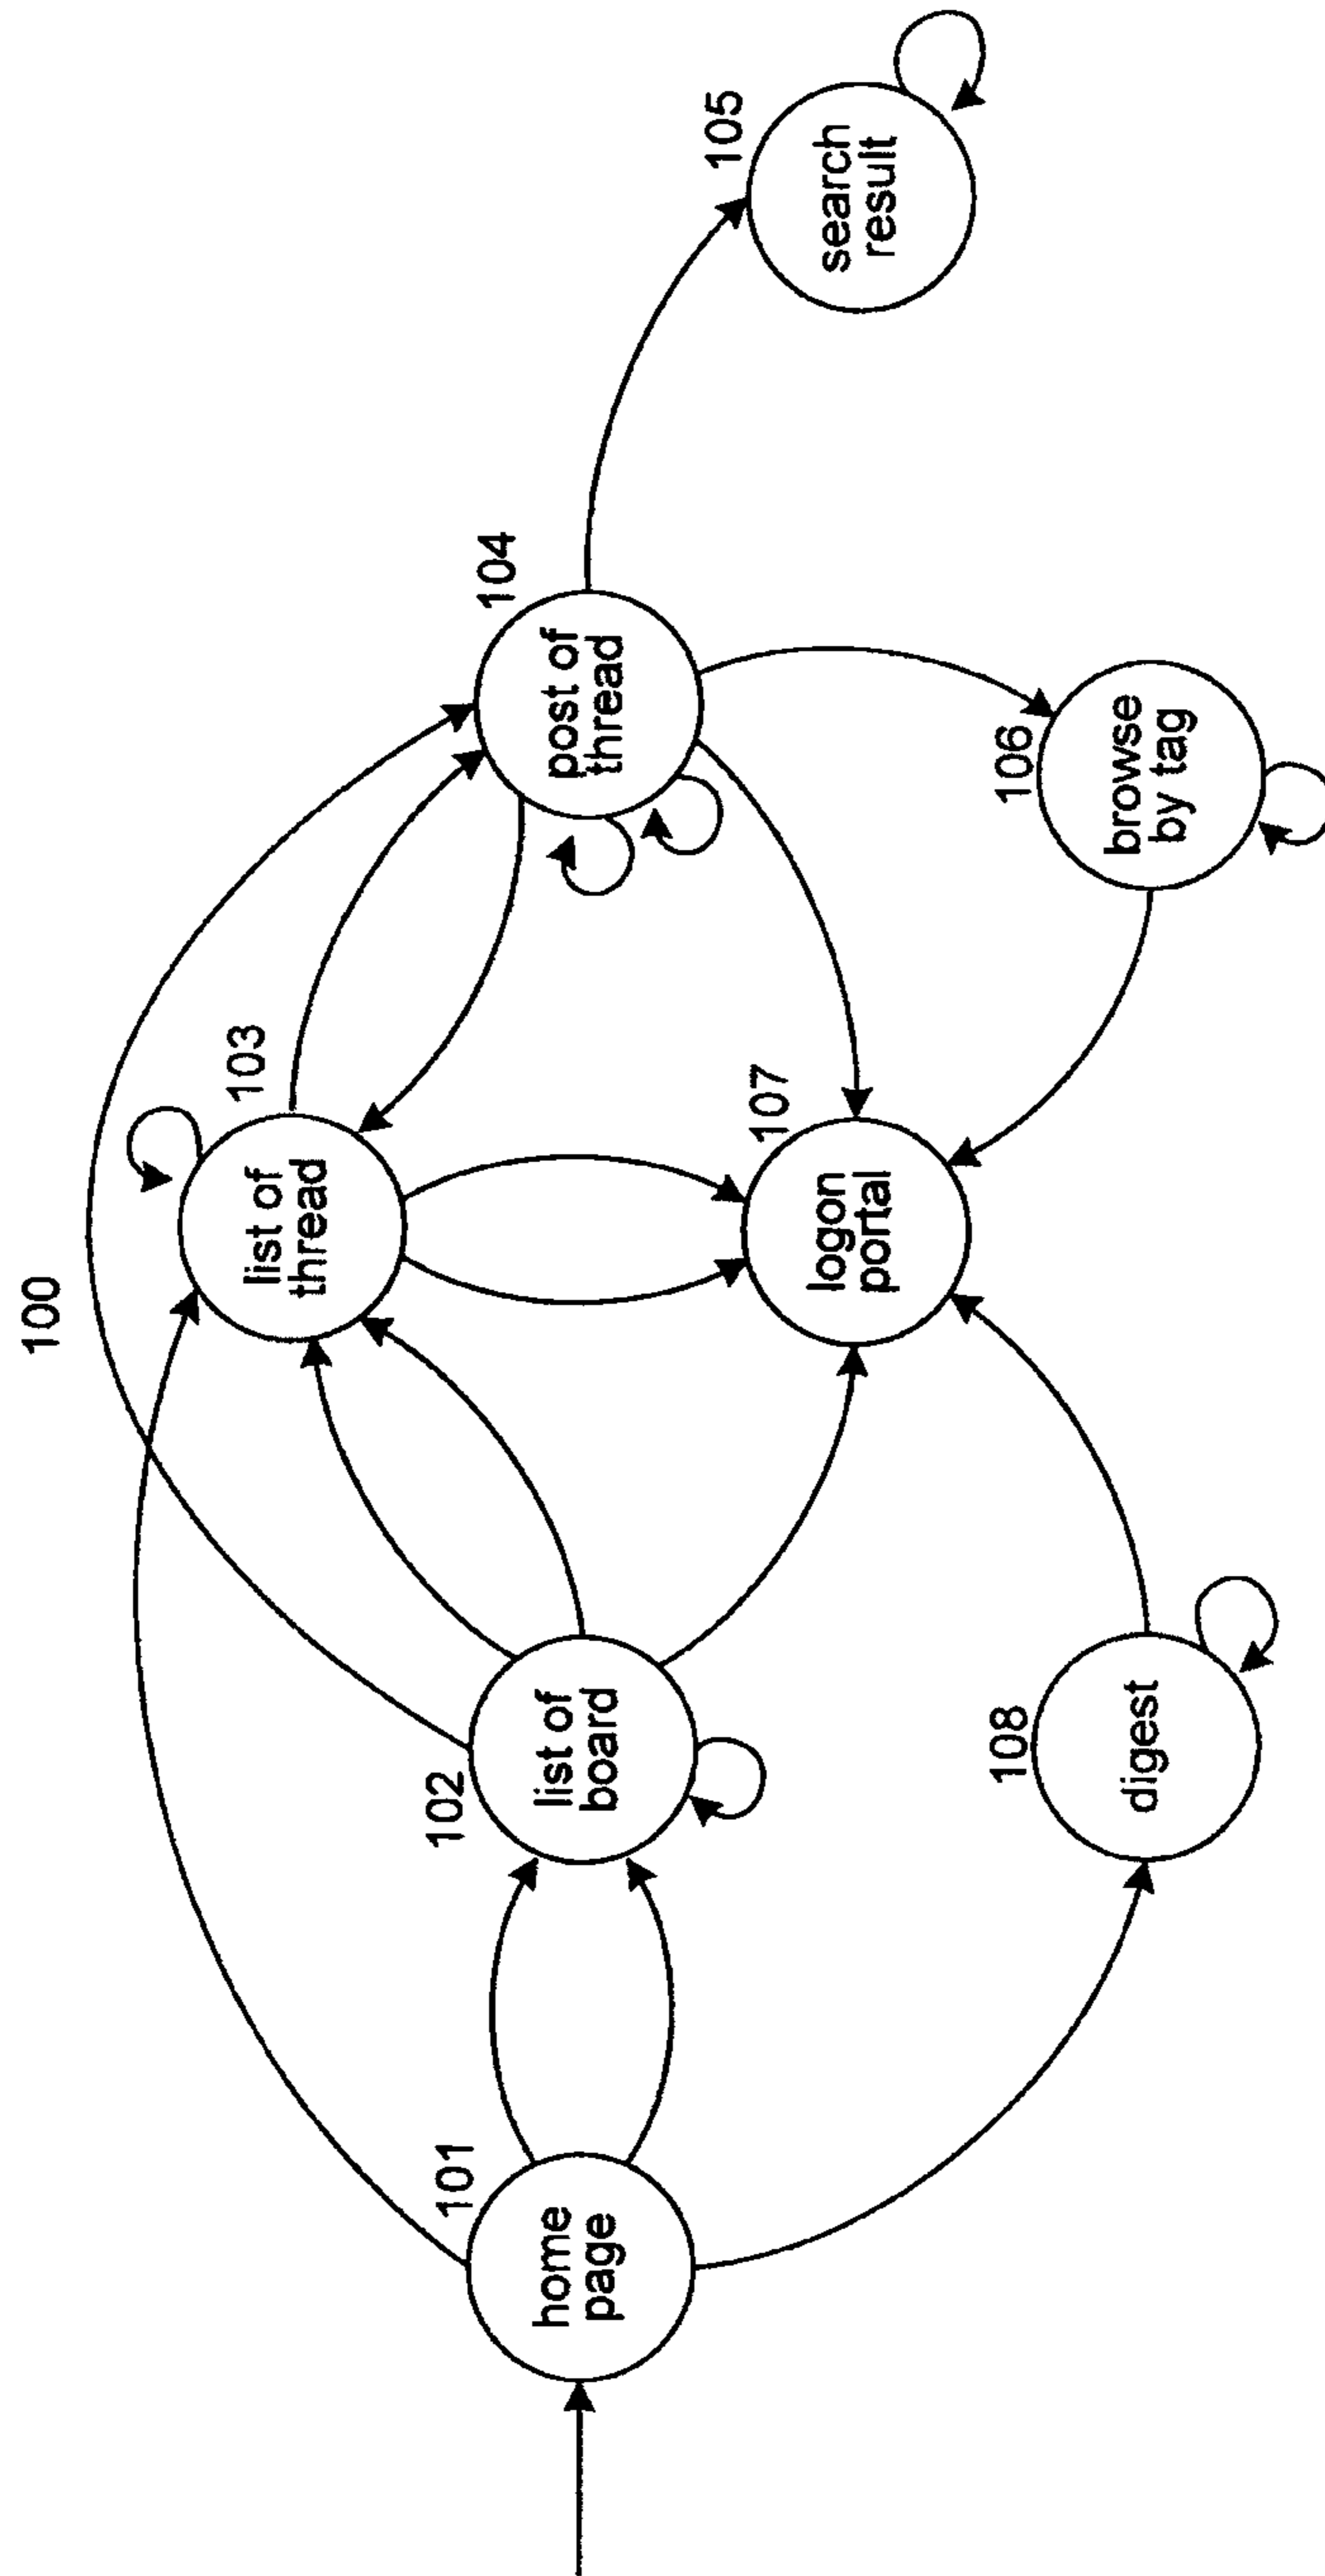 100
101
home
page
102
list of
board
103
list of
thread
104
post of
thread
105
search
result
106
browse
by tag
107
logon
portal
108
digest